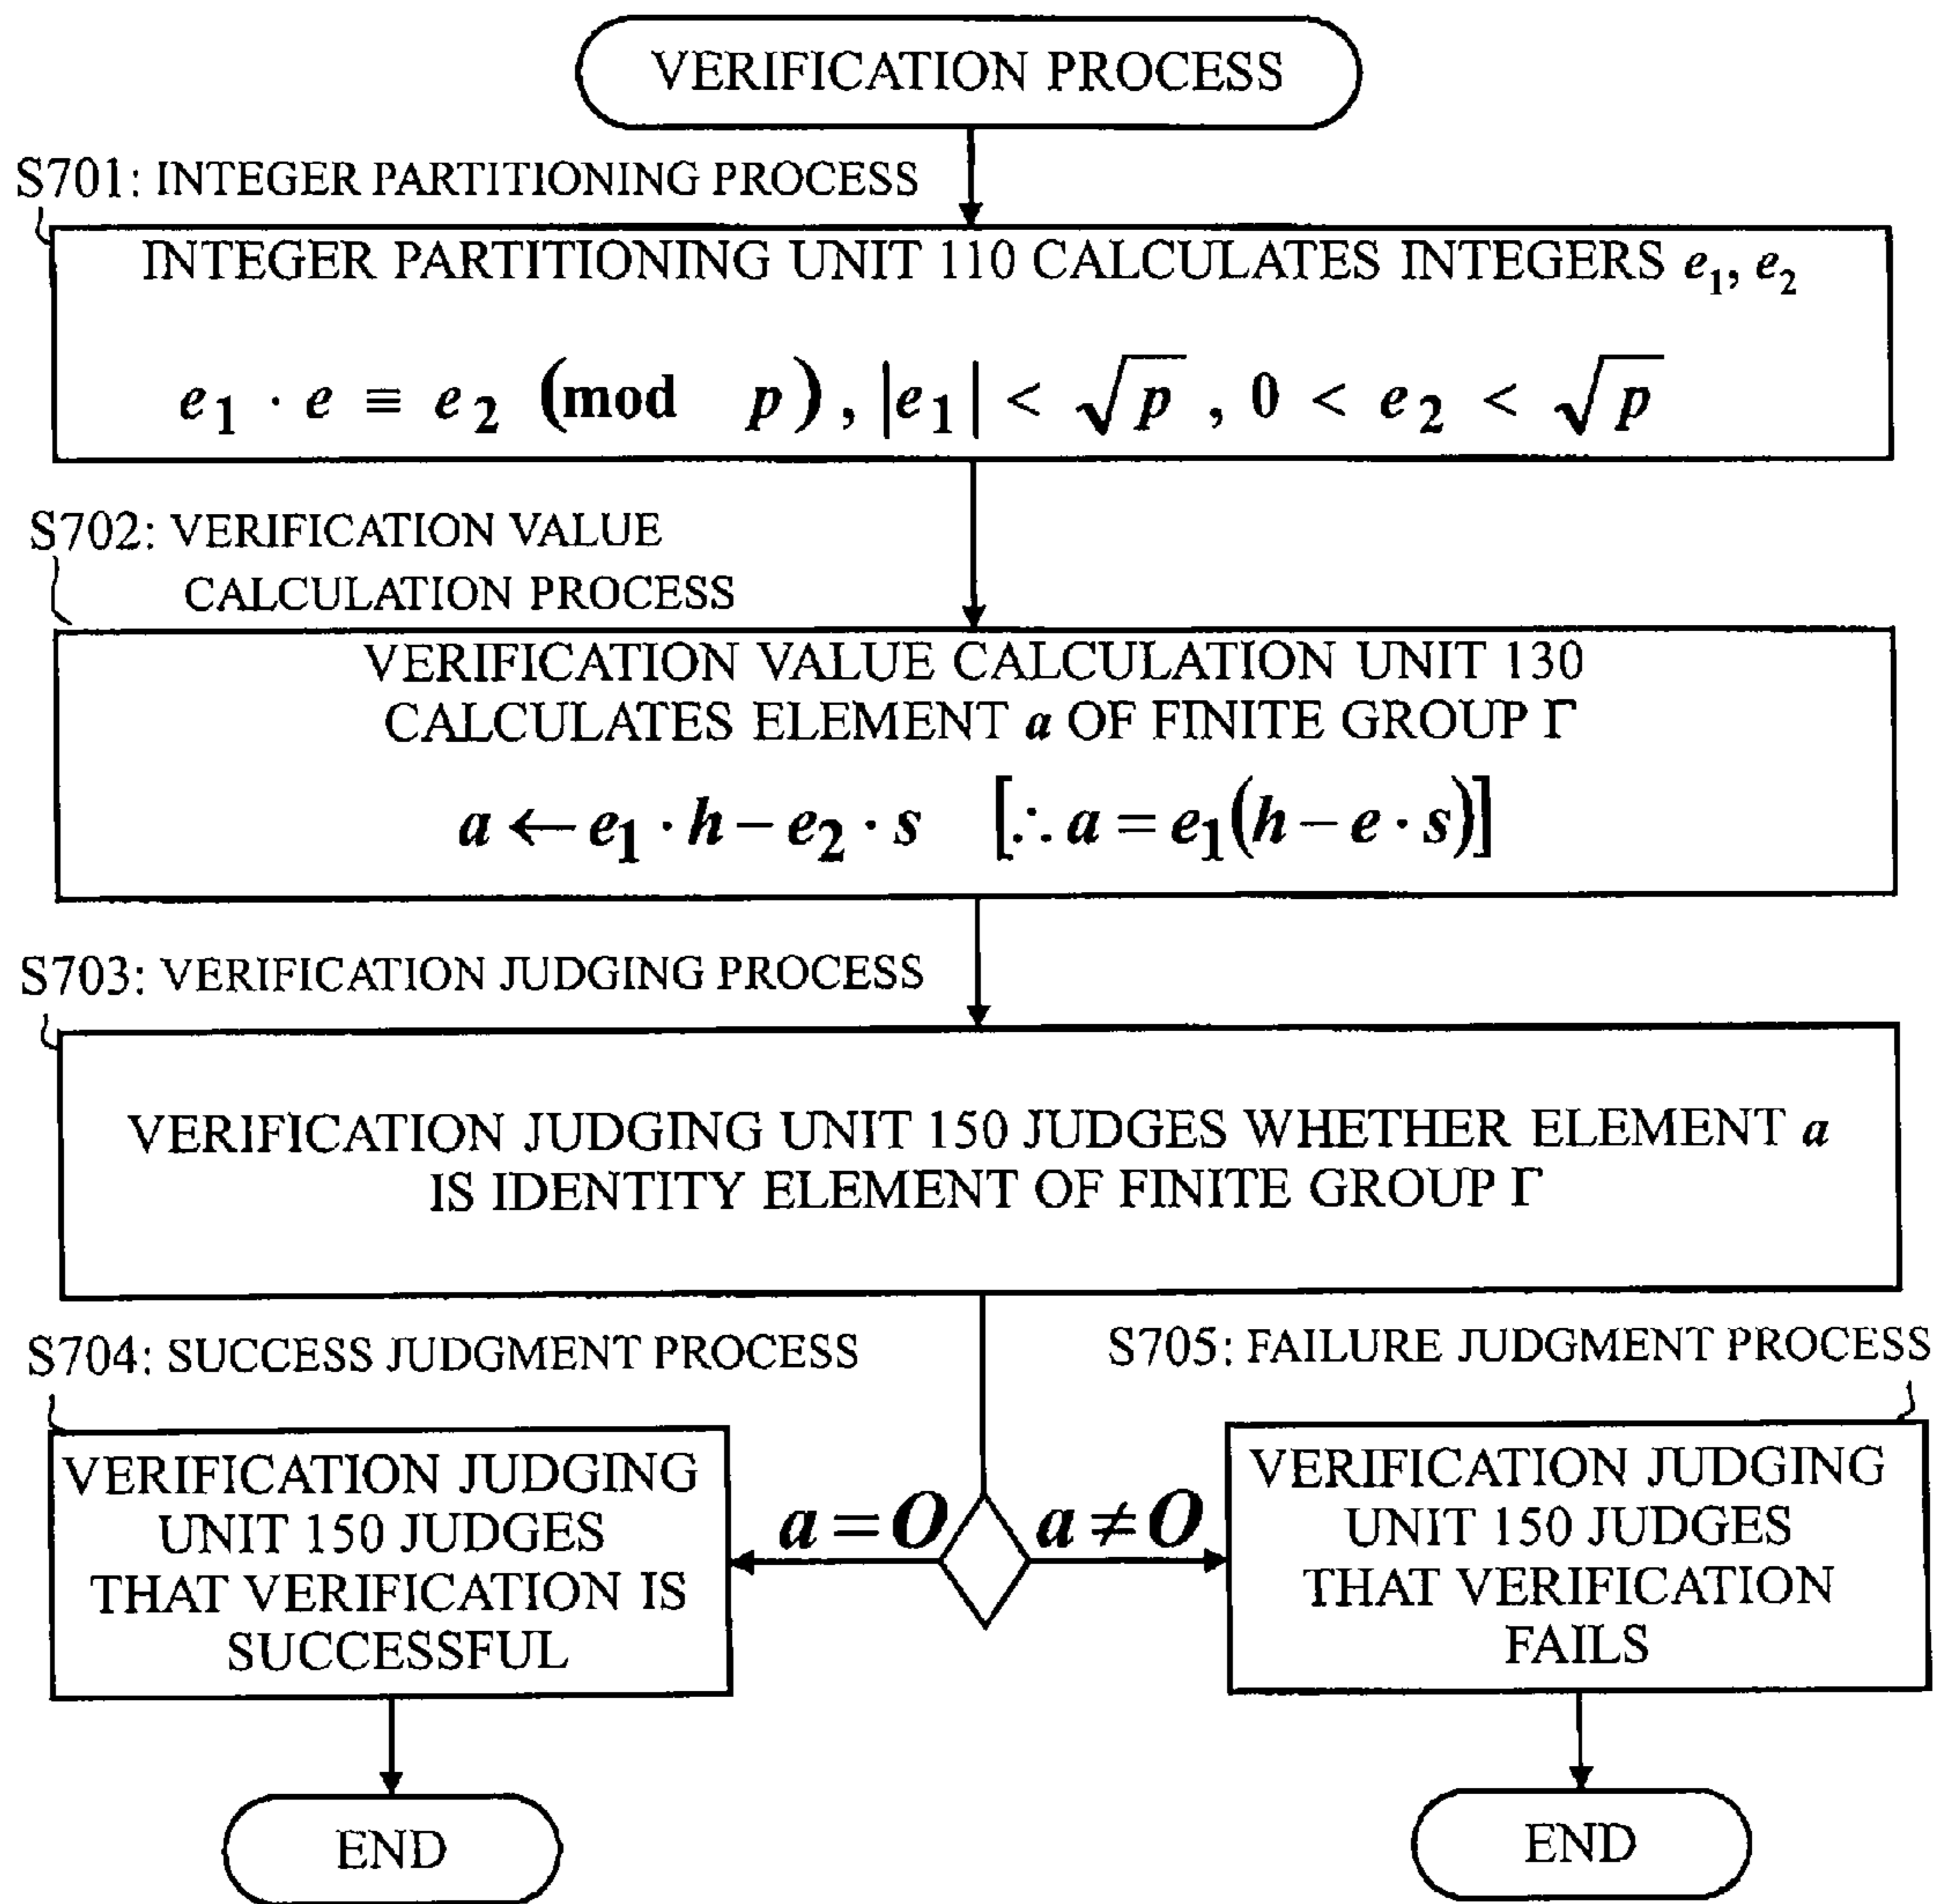 VERIFICATION PROCESS
S701: INTEGER PARTITIONING PROCESS
INTEGER PARTITIONING UNIT 110 CALCULATES INTEGERS e₁, e₂
e₁ · e ≡ e₂ (mod p), |e₁| < √p, 0 < e₂ < √p
S702: VERIFICATION VALUE
CALCULATION PROCESS
VERIFICATION VALUE CALCULATION UNIT 130
CALCULATES ELEMENT a OF FINITE GROUP Γ
a ← e₁ · h − e₂ · s [∴ a = e₁(h − e · s)]
S703: VERIFICATION JUDGING PROCESS
VERIFICATION JUDGING UNIT 150 JUDGES WHETHER ELEMENT a
IS IDENTITY ELEMENT OF FINITE GROUP Γ
S704: SUCCESS JUDGMENT PROCESS
a = O
VERIFICATION JUDGING
UNIT 150 JUDGES
THAT VERIFICATION IS
SUCCESSFUL
END
S705: FAILURE JUDGMENT PROCESS
a ≠ O
VERIFICATION JUDGING
UNIT 150 JUDGES
THAT VERIFICATION
FAILS
END